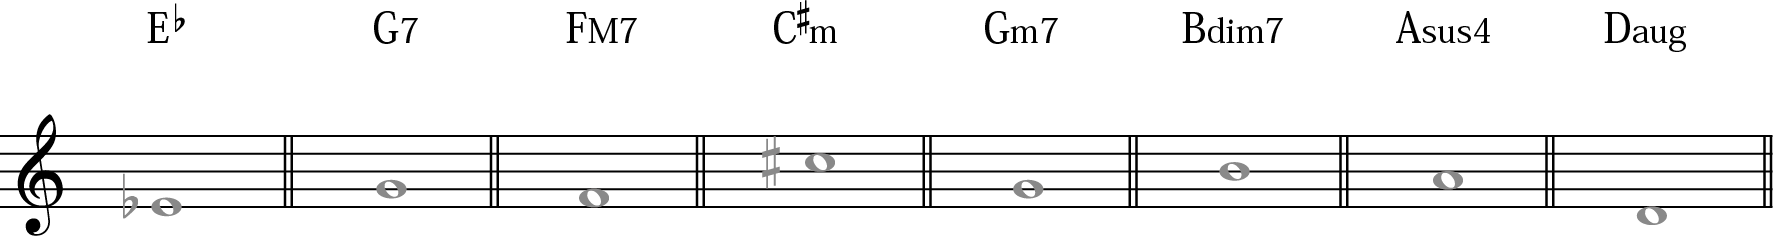 E♭ G7 FM7 C♯m Gm7 Bdim7 Asus4 Daug